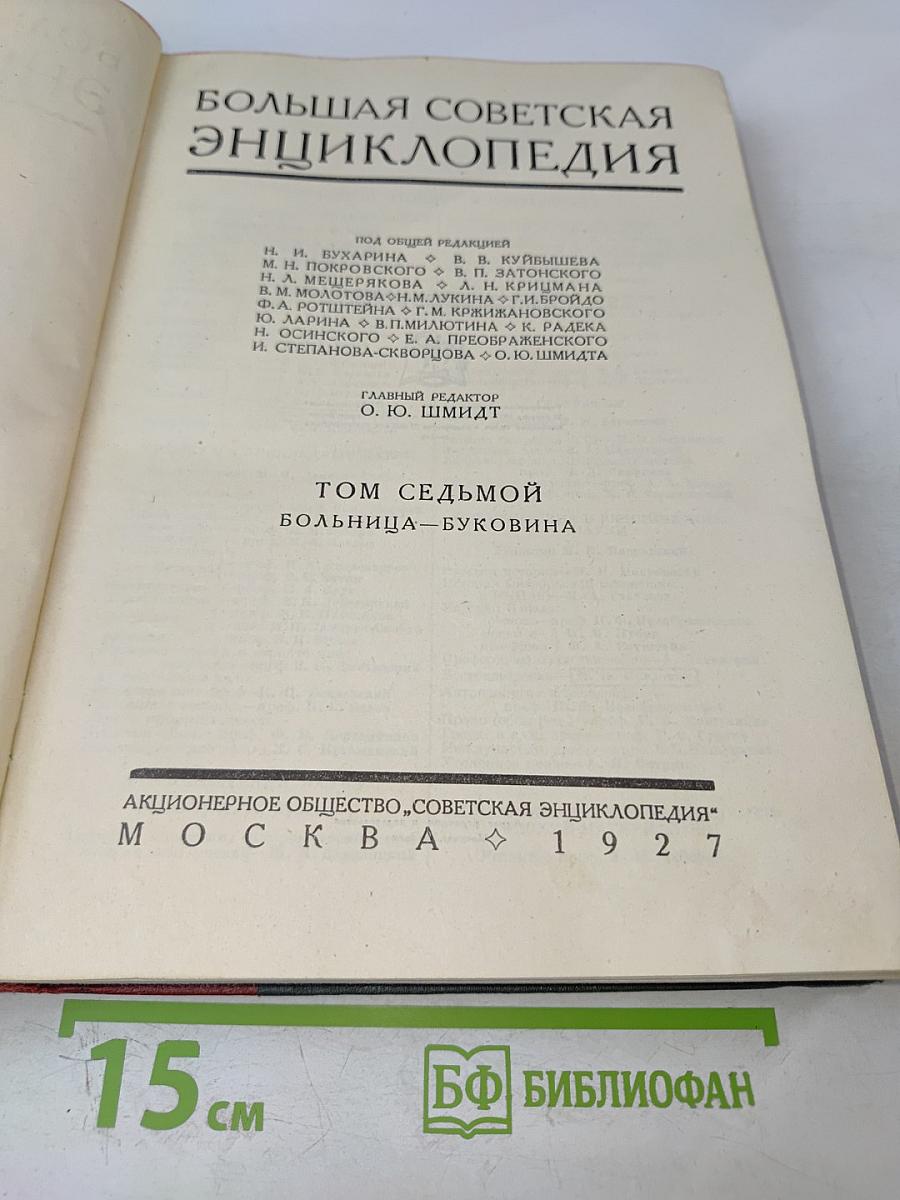 БОЛЬШАЯ СОВЕТСКАЯ
ЭНЦИКЛОПЕДИЯ
ПОД ОБЩЕЙ РЕДАКЦИЕЙ
Н. И. БУХАРИНА ✧ В. В. КУЙБЫШЕВА
М. Н. ПОКРОВСКОГО ✧ В. П. ЗАТОНСКОГО
Н. Л. МЕЩЕРЯКОВА ✧ Л. Н. КРИЦМАНА
В. М. МОЛОТОВА✧Н.М.ЛУКИНА✧Г.И.БРОЙДО
Ф. А. РОТШТЕЙНА ✧ Г. М. КРЖИЖАНОВСКОГО
Ю. ЛАРИНА ✧ В.П.МИЛЮТИНА ✧ К. РАДЕКА
Н. ОСИНСКОГО ✧ Е. А. ПРЕОБРАЖЕНСКОГО
И. СТЕПАНОВА-СКВОРЦОВА ✧ О.Ю.ШМИДТА
ГЛАВНЫЙ РЕДАКТОР
О. Ю. ШМИДТ
ТОМ СЕДЬМОЙ
БОЛЬНИЦА—БУКОВИНА
АКЦИОНЕРНОЕ ОБЩЕСТВО„СОВЕТСКАЯ ЭНЦИКЛОПЕДИЯ“
МОСКВА ✧ 1927
15 см
БФ БИБЛИОФАН